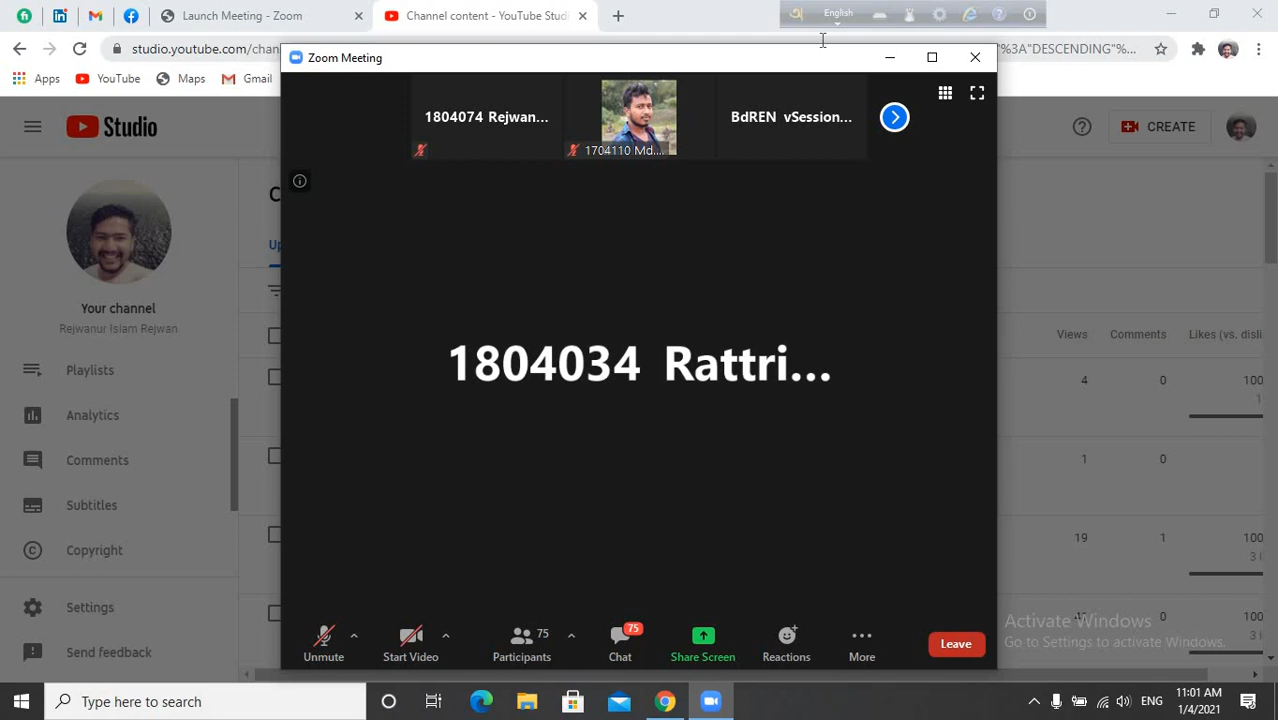 Launch Meeting - Zoom
Channel content - YouTube Studi
English
studio.youtube.com/chan
%3A"DESCENDING"%...
Apps
YouTube
Maps
Gmail
Zoom Meeting
Studio
CREATE
1804074 Rejwan...
1704110 Md....
BdREN vSession...
Your channel
Rejwanur Islam Rejwan
Playlists
Analytics
Comments
Subtitles
Copyright
Settings
Send feedback
Views
Comments
Likes (vs. disli
4
0
100
1
0
19
1
100
0
100
1804034 Rattri...
Unmute
Start Video
75
Participants
75
Chat
Share Screen
Reactions
More
Leave
Activate Windows
Go to Settings to activate Windows.
Type here to search
ENG
11:01 AM
1/4/2021